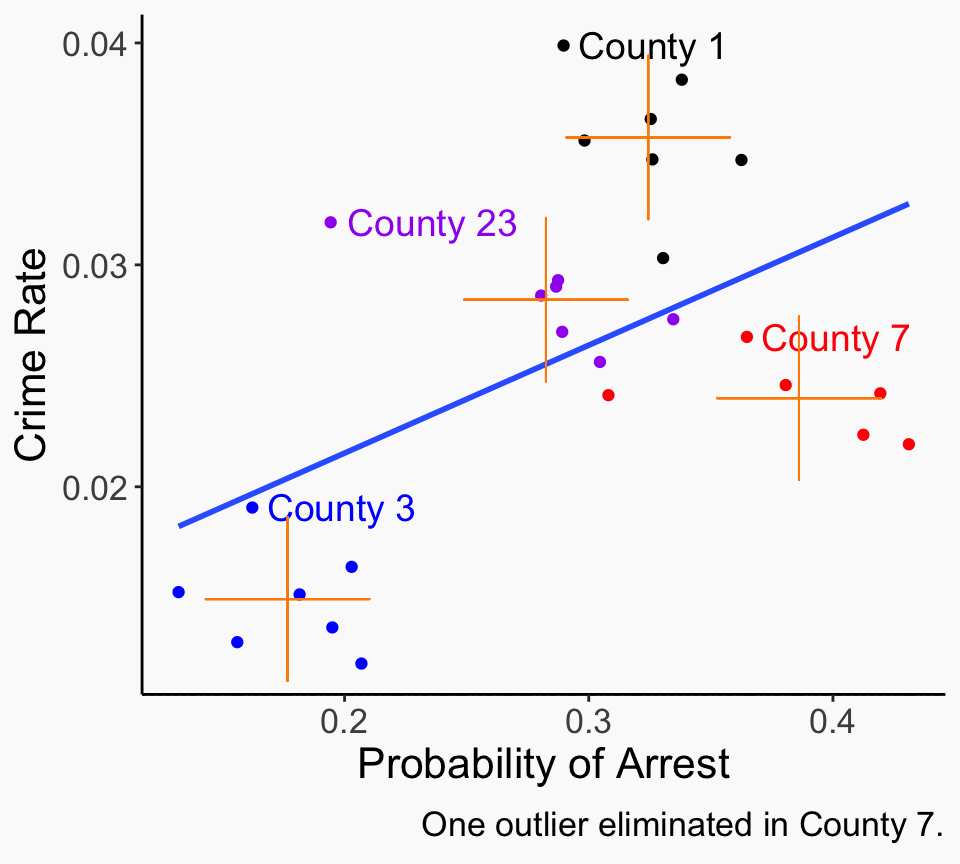 0.04
County 1
County 23
0.03
Crime Rate
County 7
0.02
County 3
0.2
0.3
0.4
Probability of Arrest
One outlier eliminated in County 7.